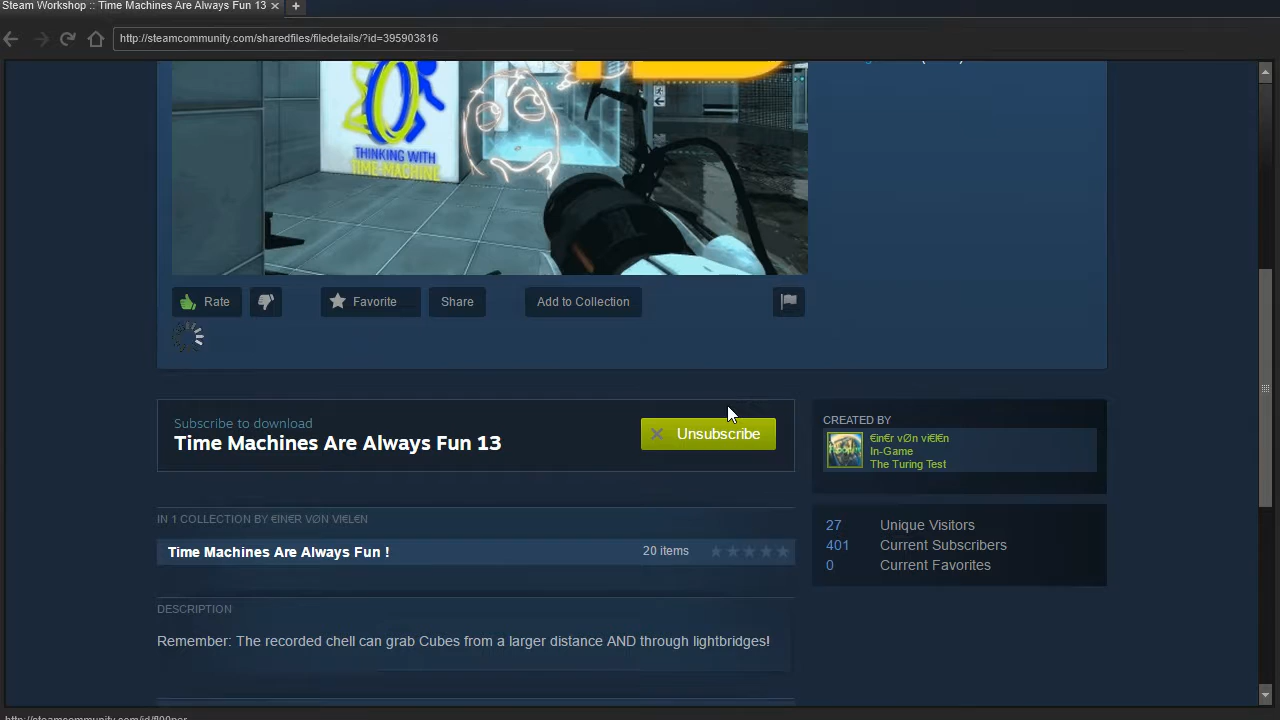 Steam Workshop :: Time Machines Are Always Fun 13
http://steamcommunity.com/sharedfiles/filedetails/?id=395903816
THINKING WITH
TIME MACHINE
Rate
Favorite
Share
Add to Collection
Subscribe to download
Time Machines Are Always Fun 13
Unsubscribe
CREATED BY
€in€r vØn vi€l€n
In-Game
The Turing Test
27 Unique Visitors
401 Current Subscribers
0 Current Favorites
IN 1 COLLECTION BY €IN€R VØN VI€L€N
Time Machines Are Always Fun !
20 items
DESCRIPTION
Remember: The recorded chell can grab Cubes from a larger distance AND through lightbridges!